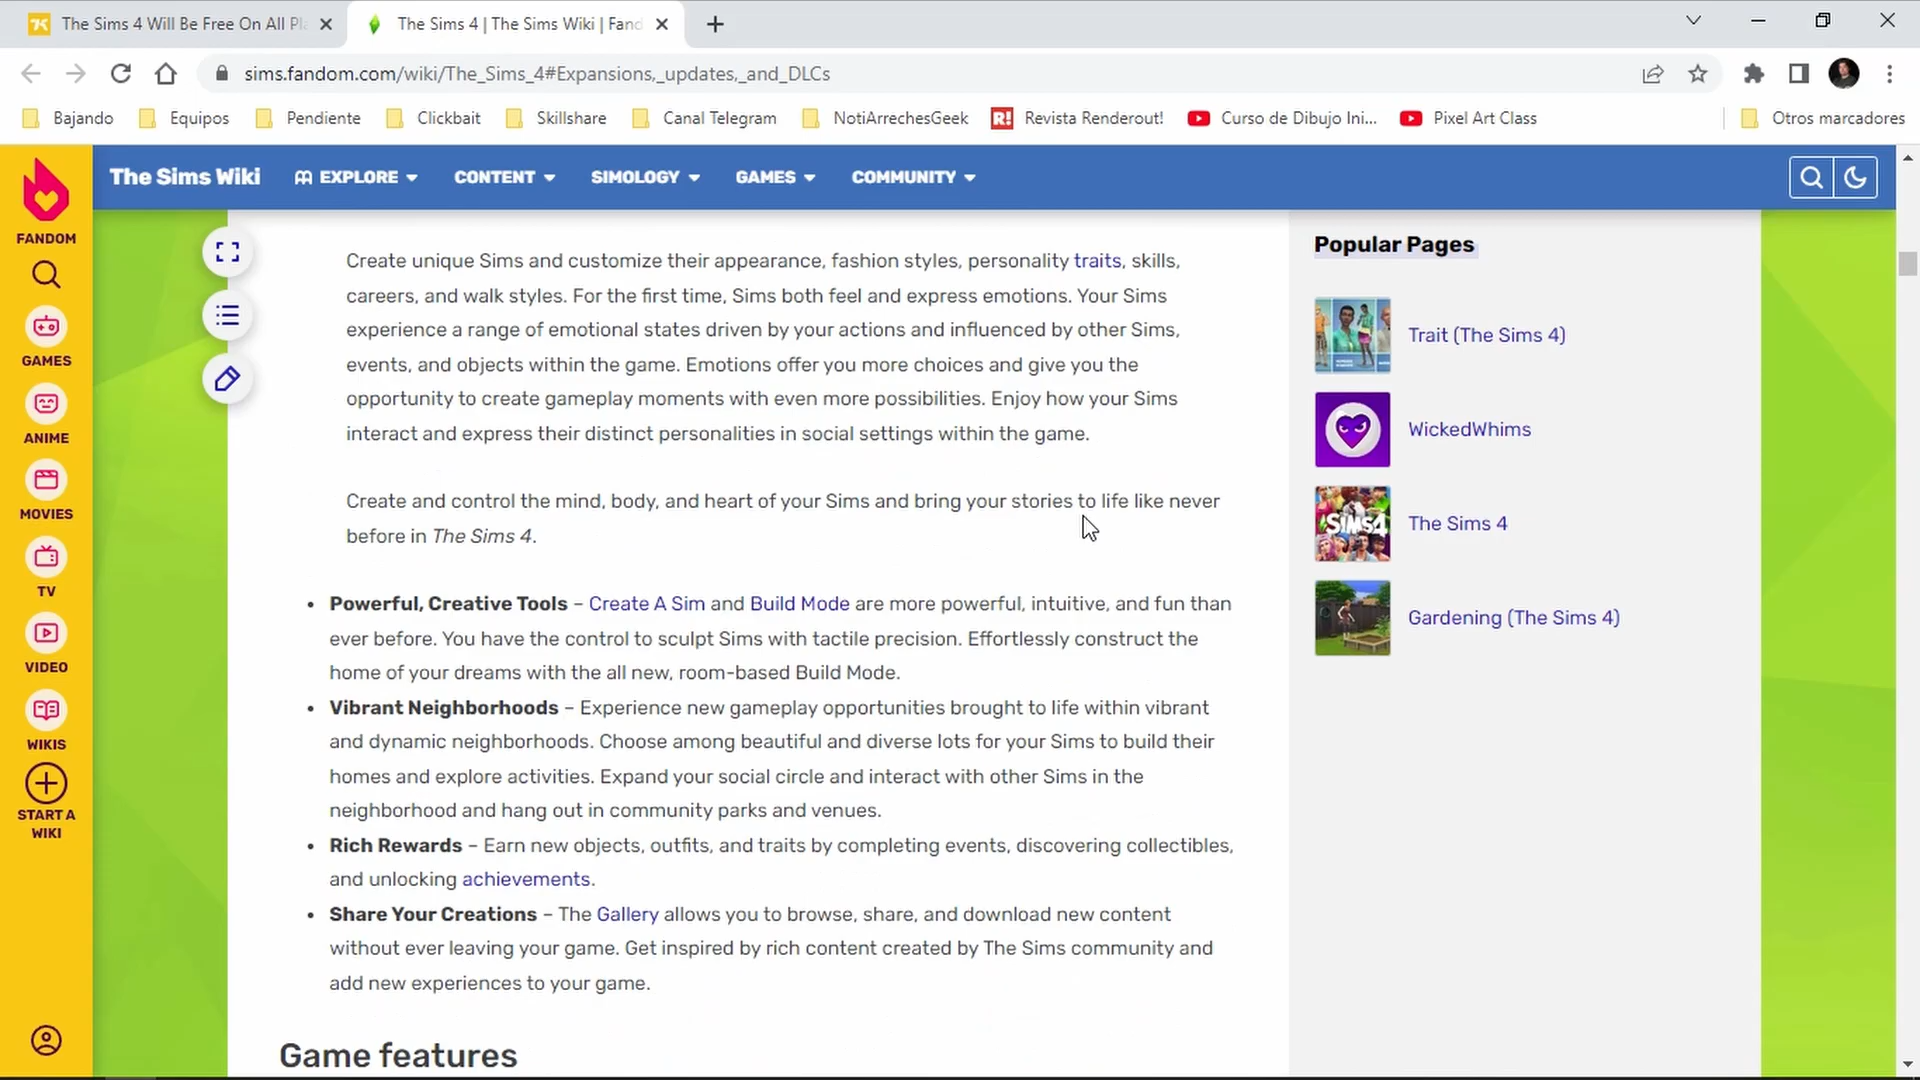 The Sims 4 Will Be Free On All Pla
The Sims 4 | The Sims Wiki | Fand
sims.fandom.com/wiki/The_Sims_4#Expansions,_updates,_and_DLCs
Bajando
Equipos
Pendiente
Clickbait
Skillshare
Canal Telegram
NotiArrechesGeek
R!
Revista Renderout!
Curso de Dibujo Ini...
Pixel Art Class
Otros marcadores
The Sims Wiki
EXPLORE
CONTENT
SIMOLOGY
GAMES
COMMUNITY
FANDOM
GAMES
ANIME
MOVIES
TV
VIDEO
WIKIS
START A
WIKI
Create unique Sims and customize their appearance, fashion styles, personality traits, skills,
careers, and walk styles. For the first time, Sims both feel and express emotions. Your Sims
experience a range of emotional states driven by your actions and influenced by other Sims,
events, and objects within the game. Emotions offer you more choices and give you the
opportunity to create gameplay moments with even more possibilities. Enjoy how your Sims
interact and express their distinct personalities in social settings within the game.
Create and control the mind, body, and heart of your Sims and bring your stories to life like never
before in The Sims 4.
• Powerful, Creative Tools – Create A Sim and Build Mode are more powerful, intuitive, and fun than
ever before. You have the control to sculpt Sims with tactile precision. Effortlessly construct the
home of your dreams with the all new, room-based Build Mode.
• Vibrant Neighborhoods – Experience new gameplay opportunities brought to life within vibrant
and dynamic neighborhoods. Choose among beautiful and diverse lots for your Sims to build their
homes and explore activities. Expand your social circle and interact with other Sims in the
neighborhood and hang out in community parks and venues.
• Rich Rewards – Earn new objects, outfits, and traits by completing events, discovering collectibles,
and unlocking achievements.
• Share Your Creations – The Gallery allows you to browse, share, and download new content
without ever leaving your game. Get inspired by rich content created by The Sims community and
add new experiences to your game.
Game features
Popular Pages
Trait (The Sims 4)
WickedWhims
SIMS4
The Sims 4
Gardening (The Sims 4)